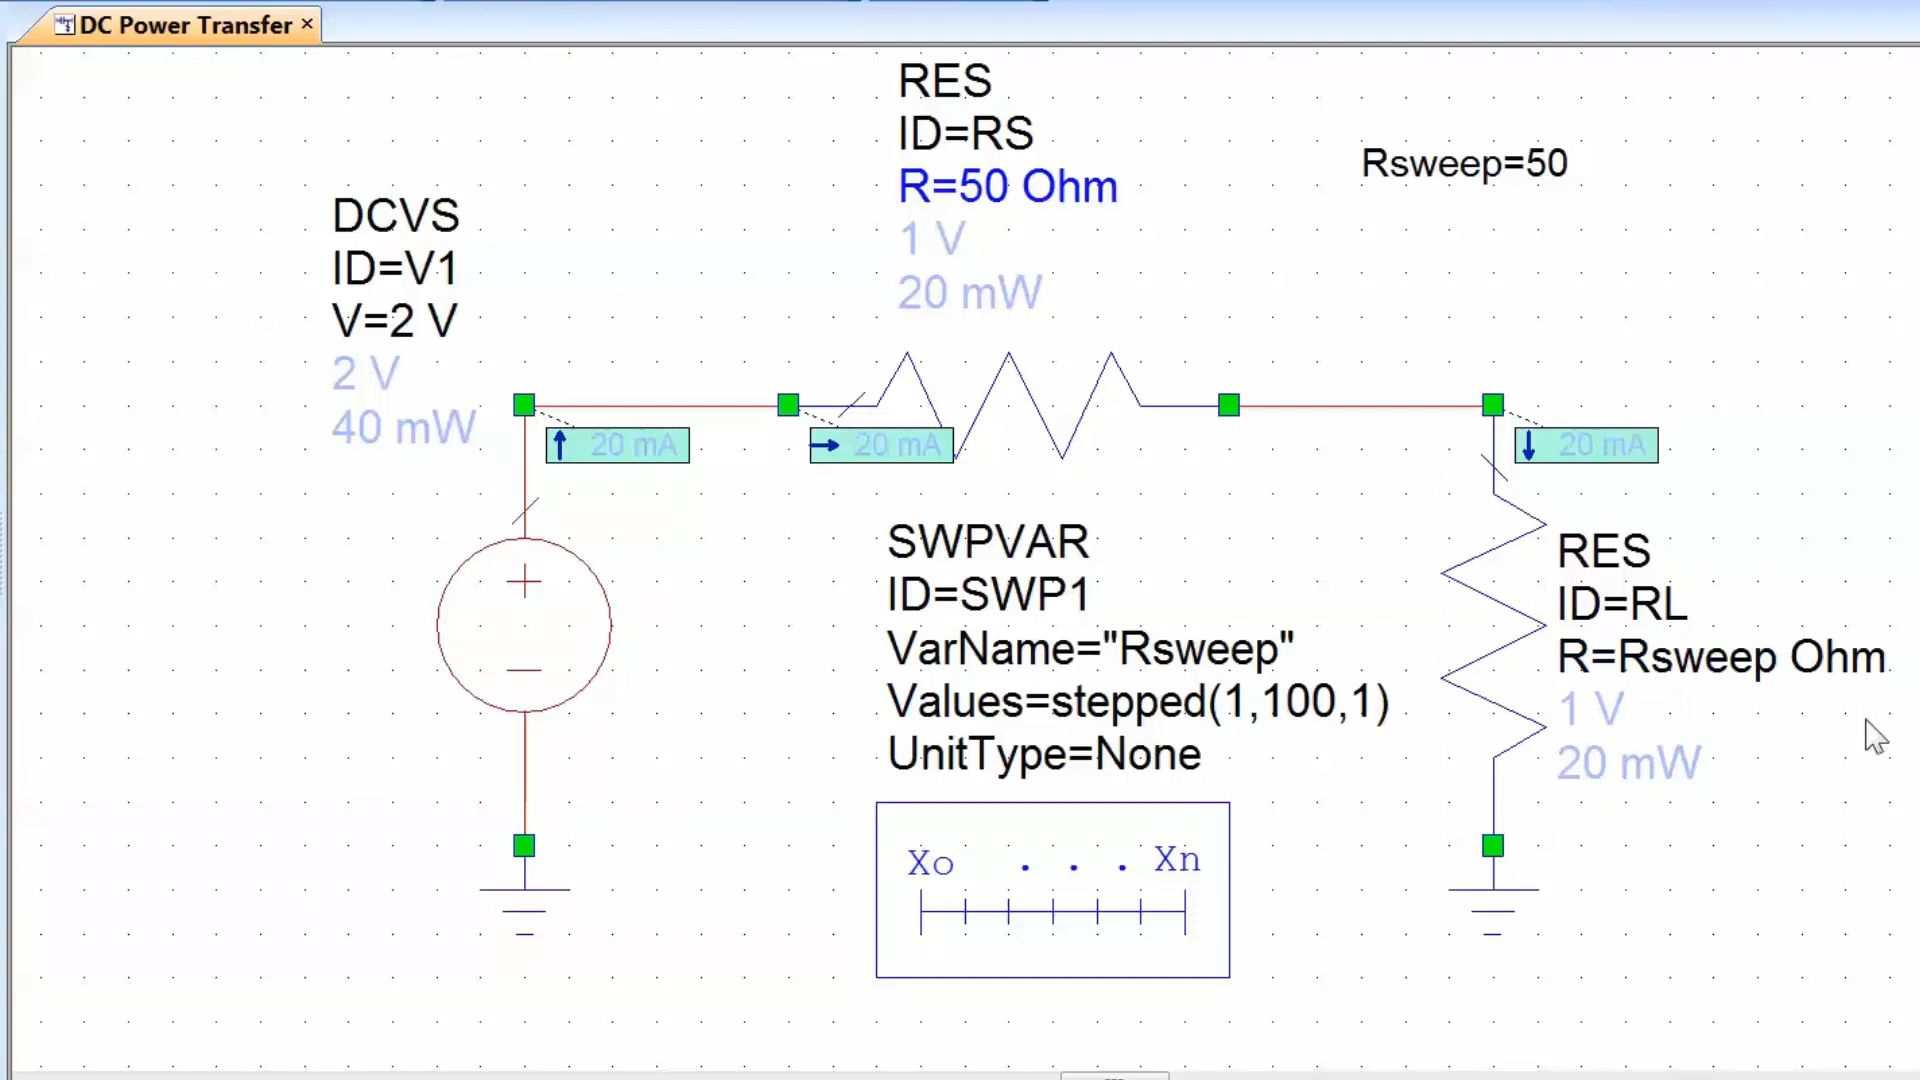 DC Power Transfer ×
RES
ID=RS
R=50 Ohm
1 V
20 mW
Rsweep=50
DCVS
ID=V1
V=2 V
2 V
40 mW
20 mA
20 mA
20 mA
SWPVAR
ID=SWP1
VarName="Rsweep"
Values=stepped(1,100,1)
UnitType=None
RES
ID=RL
R=Rsweep Ohm
1 V
20 mW
Xo . . . Xn